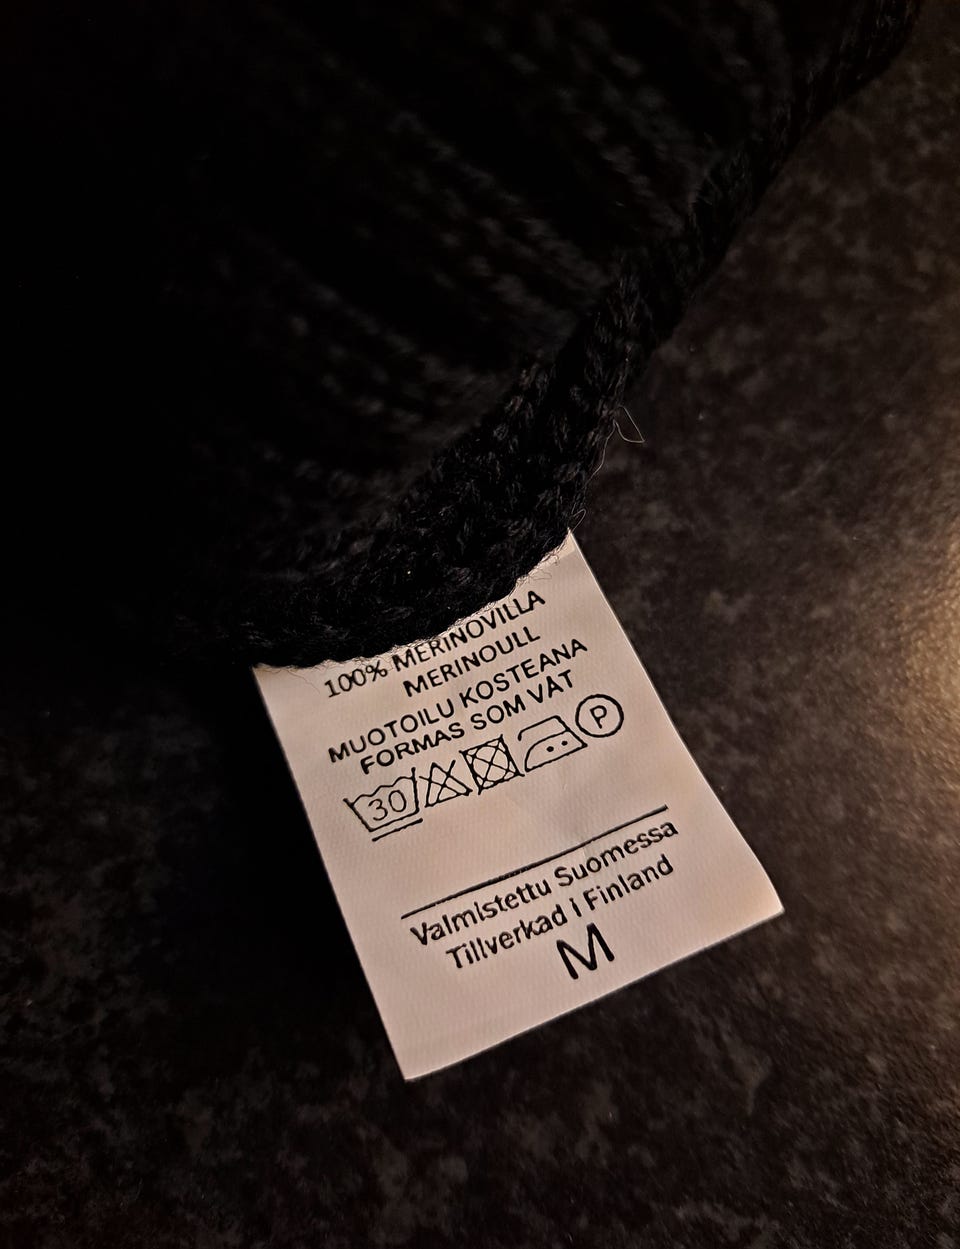 100% MERINOVILLA
MERINOULL
MUOTOILU KOSTEANA
FORMAS SOM VÅT
30 P
Valmistettu Suomessa
Tillverkad i Finland
M